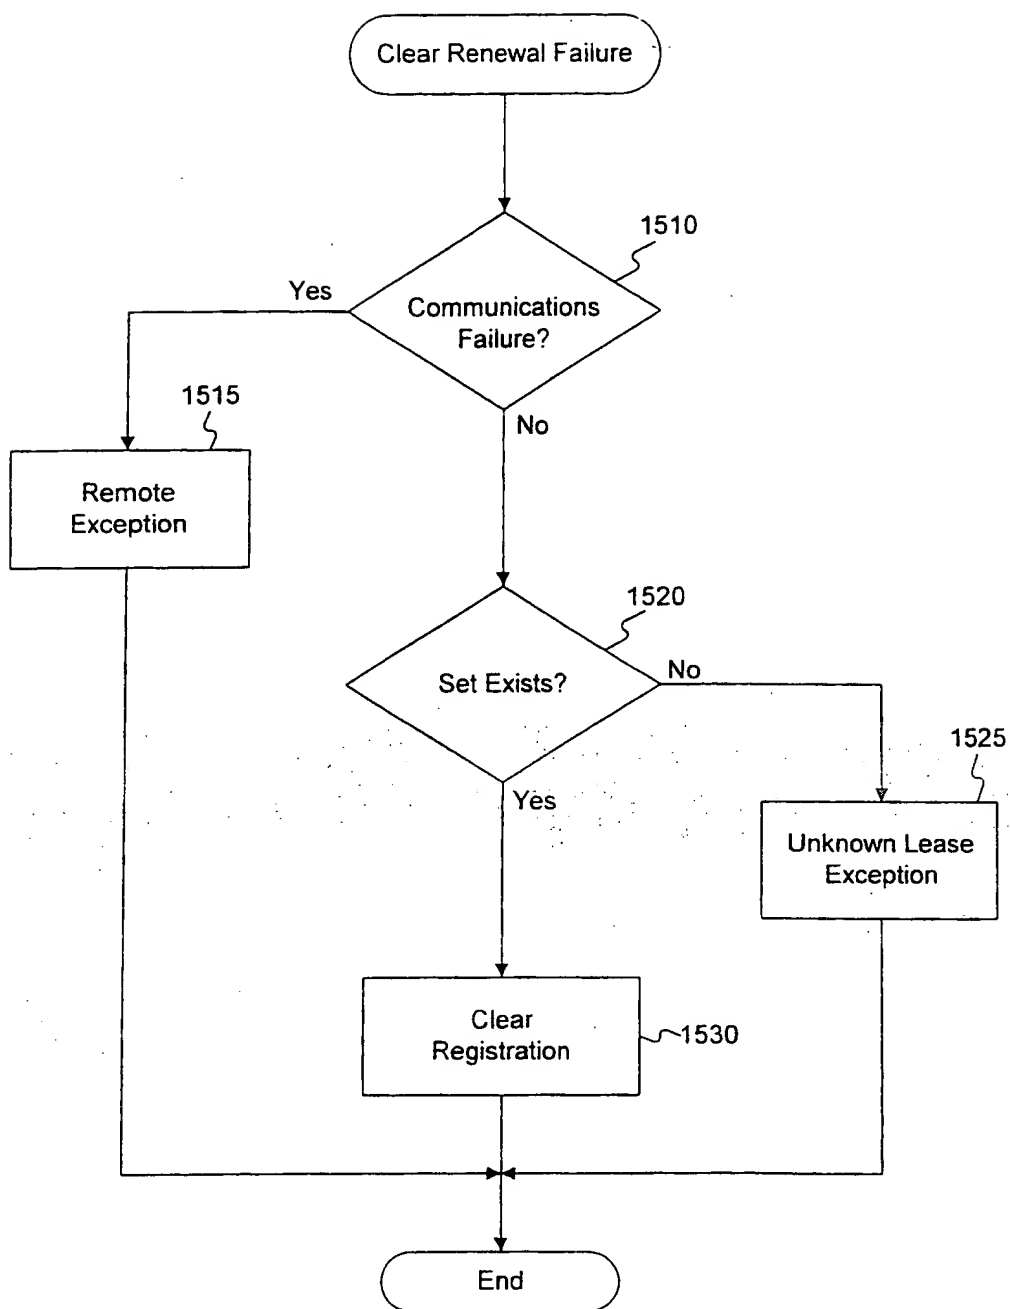 Clear Renewal Failure
1510
Yes
Communications
Failure?
1515
No
Remote
Exception
1520
No
Set Exists?
1525
Yes
Unknown Lease
Exception
Clear
Registration
1530
End